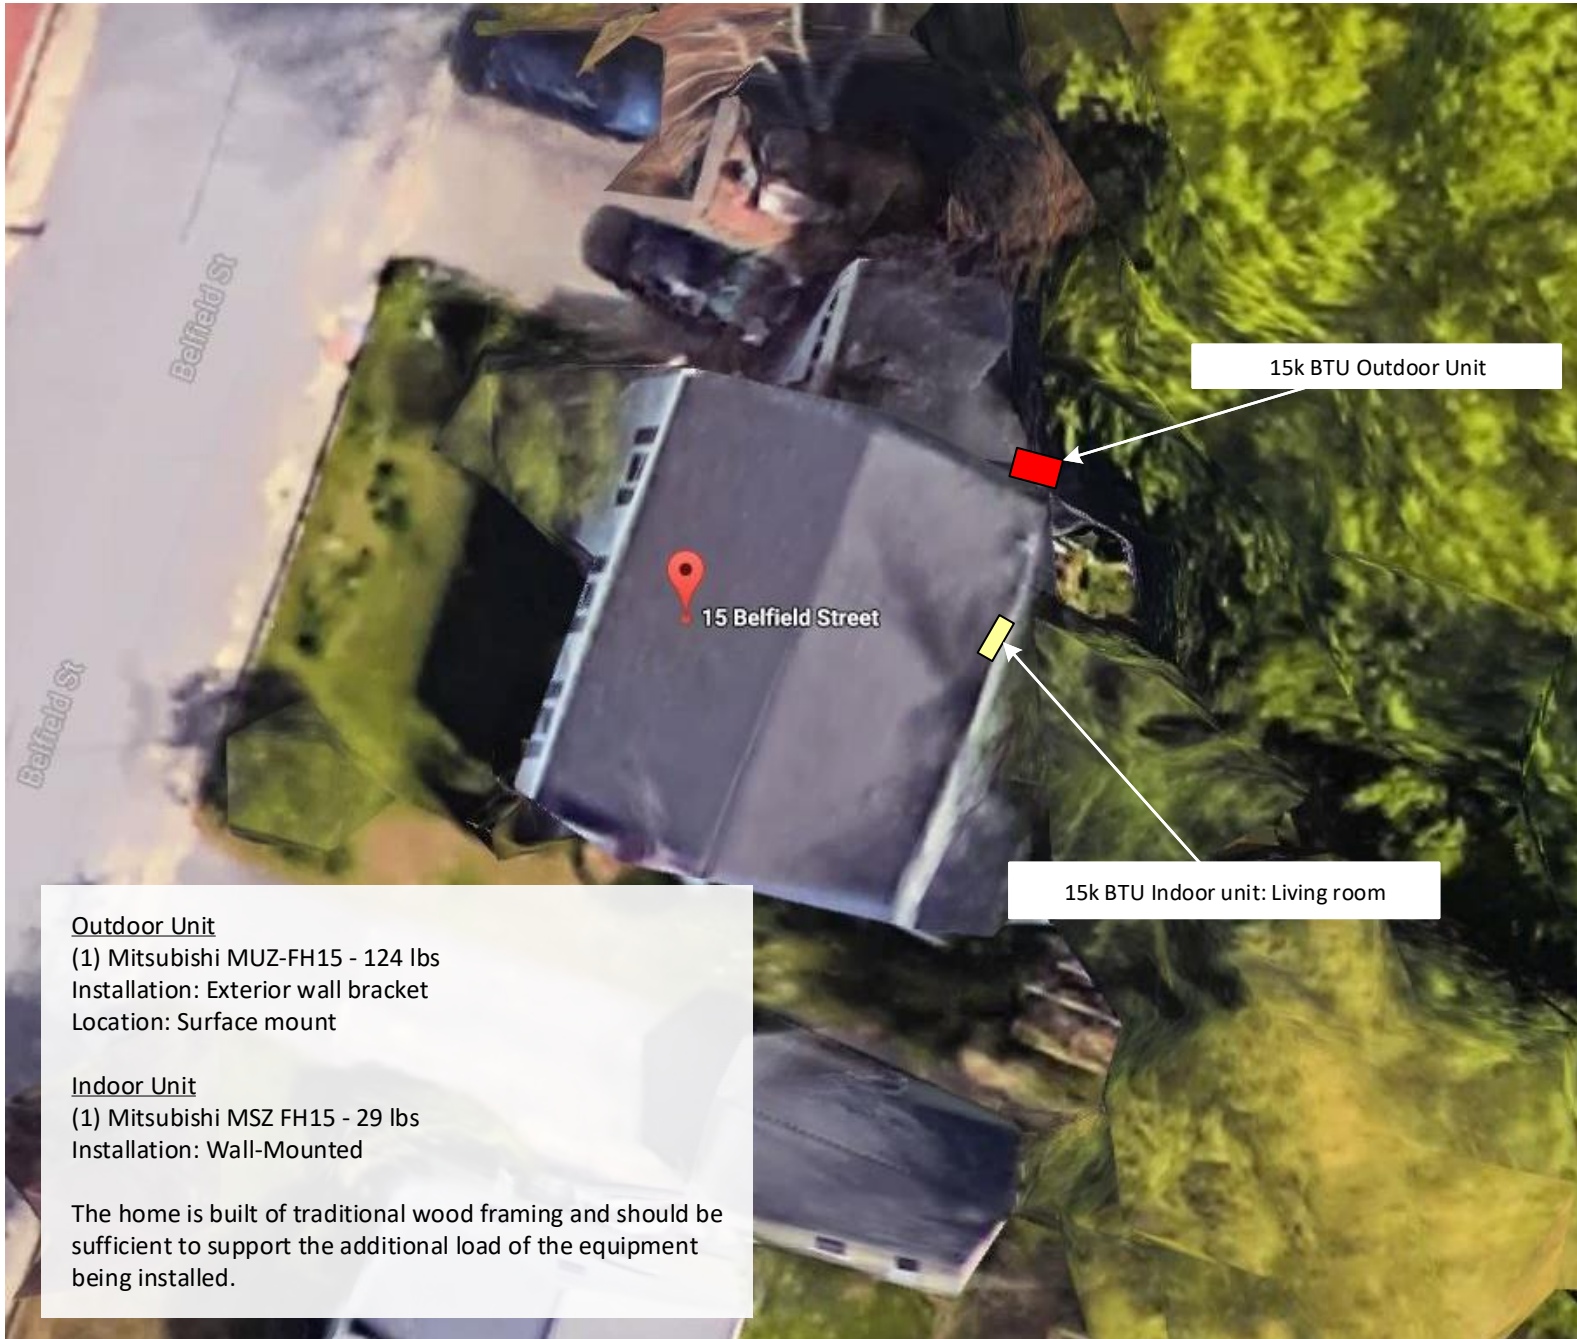 Belfield St
15k BTU Outdoor Unit
15 Belfield Street
Belfield St
15k BTU Indoor unit: Living room
Outdoor Unit
(1) Mitsubishi MUZ-FH15 - 124 lbs
Installation: Exterior wall bracket
Location: Surface mount
Indoor Unit
(1) Mitsubishi MSZ FH15 - 29 lbs
Installation: Wall-Mounted
The home is built of traditional wood framing and should be
sufficient to support the additional load of the equipment
being installed.